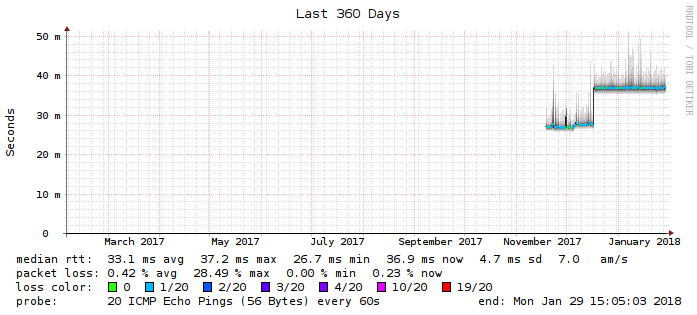 Last 360 Days
RRDTOOL / TOBI OETIKER
Seconds
50 m
40 m
30 m
20 m
10 m
0
March 2017 May 2017 July 2017 September 2017 November 2017 January 2018
median rtt: 33.1 ms avg 37.2 ms max 26.7 ms min 36.9 ms now 4.7 ms sd 7.0 am/s
packet loss: 0.42 % avg 28.49 % max 0.00 % min 0.23 % now
loss color: 0 1/20 2/20 3/20 4/20 10/20 19/20
probe: 20 ICMP Echo Pings (56 Bytes) every 60s end: Mon Jan 29 15:05:03 2018